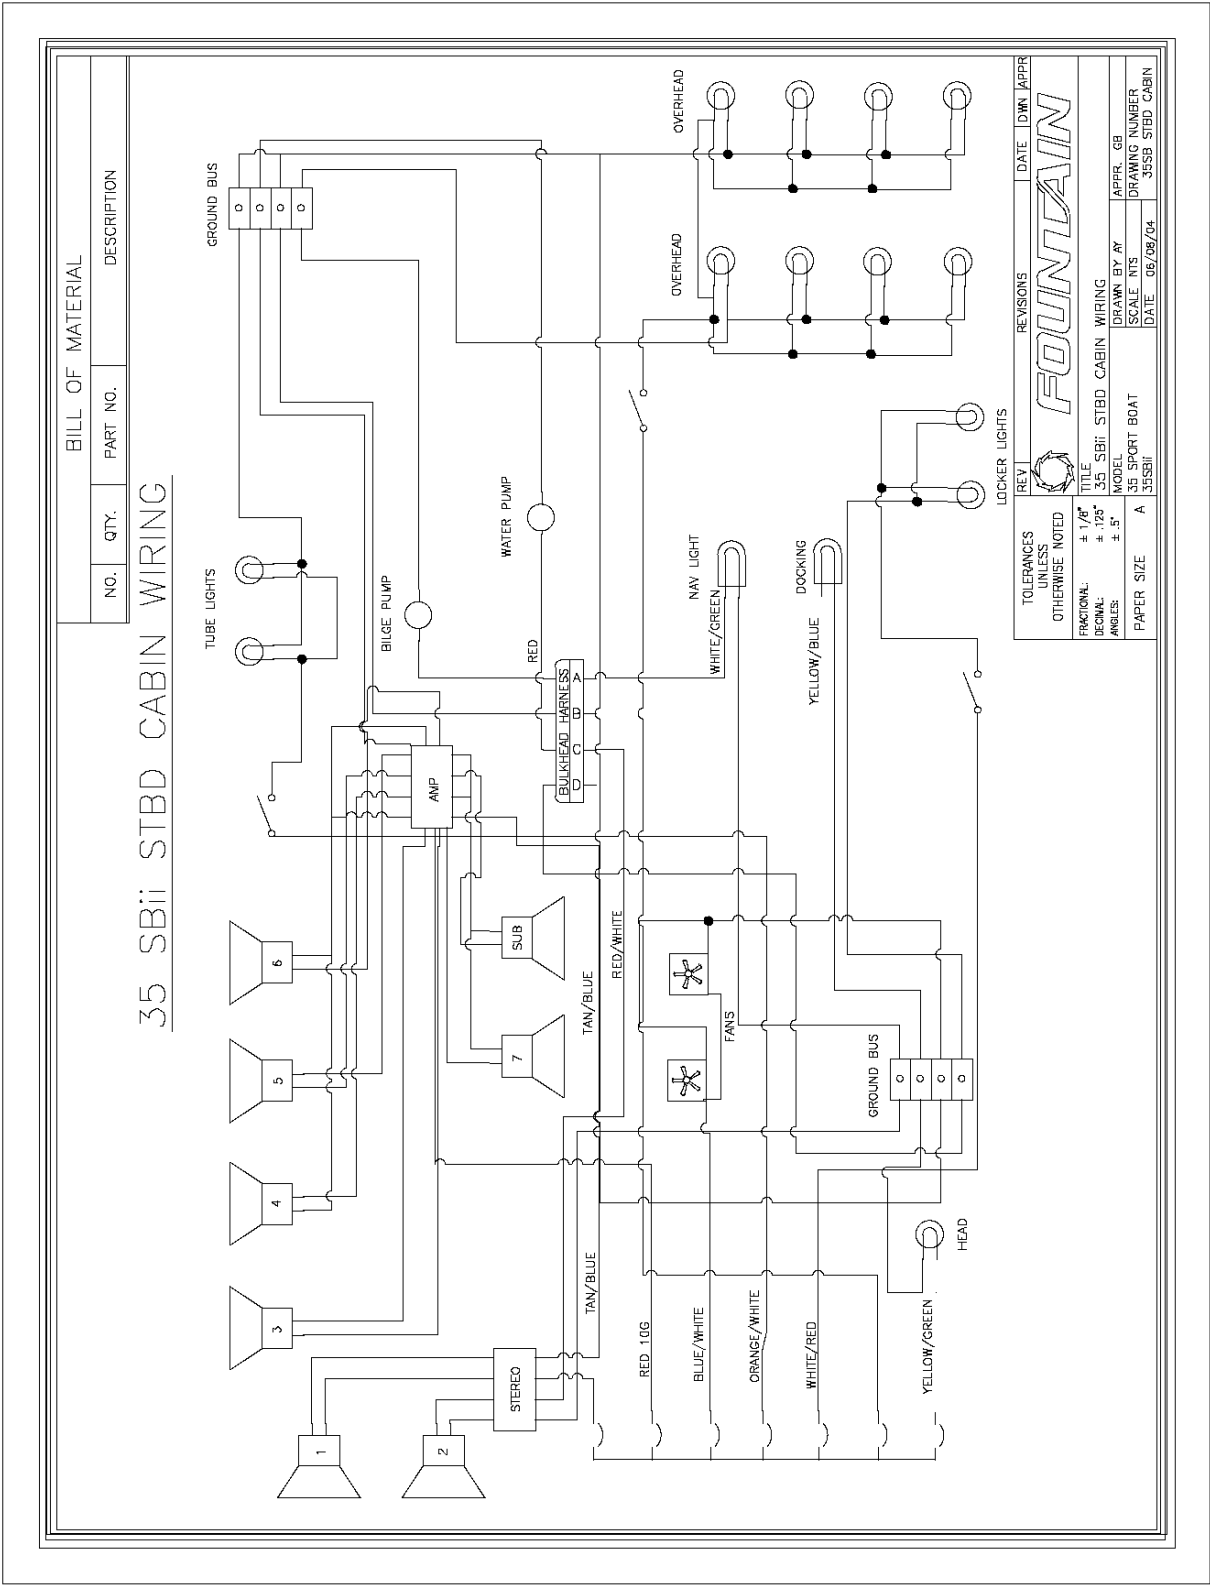 35 SBii STBD CABIN WIRING
BILL OF MATERIAL
NO.
QTY.
PART NO.
DESCRIPTION
TUBE LIGHTS
GROUND BUS
1
2
3
4
5
6
7
SUB
STEREO
AMP
BILGE PUMP
WATER PUMP
RED
BULKHEAD HARNESS
D
C
B
A
TAN/BLUE
TAN/BLUE
RED/WHITE
OVERHEAD
OVERHEAD
NAV LIGHT
WHITE/GREEN
DOCKING
YELLOW/BLUE
LOCKER LIGHTS
FANS
GROUND BUS
HEAD
RED 10G
BLUE/WHITE
ORANGE/WHITE
WHITE/RED
YELLOW/GREEN
TOLERANCES
UNLESS
OTHERWISE NOTED
FRACTIONAL: ± 1/8"
DECIMAL: ± .125"
ANGLES: ± .5°
PAPER SIZE A
REV
REVISIONS
DATE
DWN
APPR
FOUNTAIN
TITLE
35 SBii STBD CABIN WIRING
MODEL
35 SPORT BOAT
35SBii
DRAWN BY AY
APPR. GB
SCALE NTS
DATE 06/08/04
DRAWING NUMBER
35SB STBD CABIN